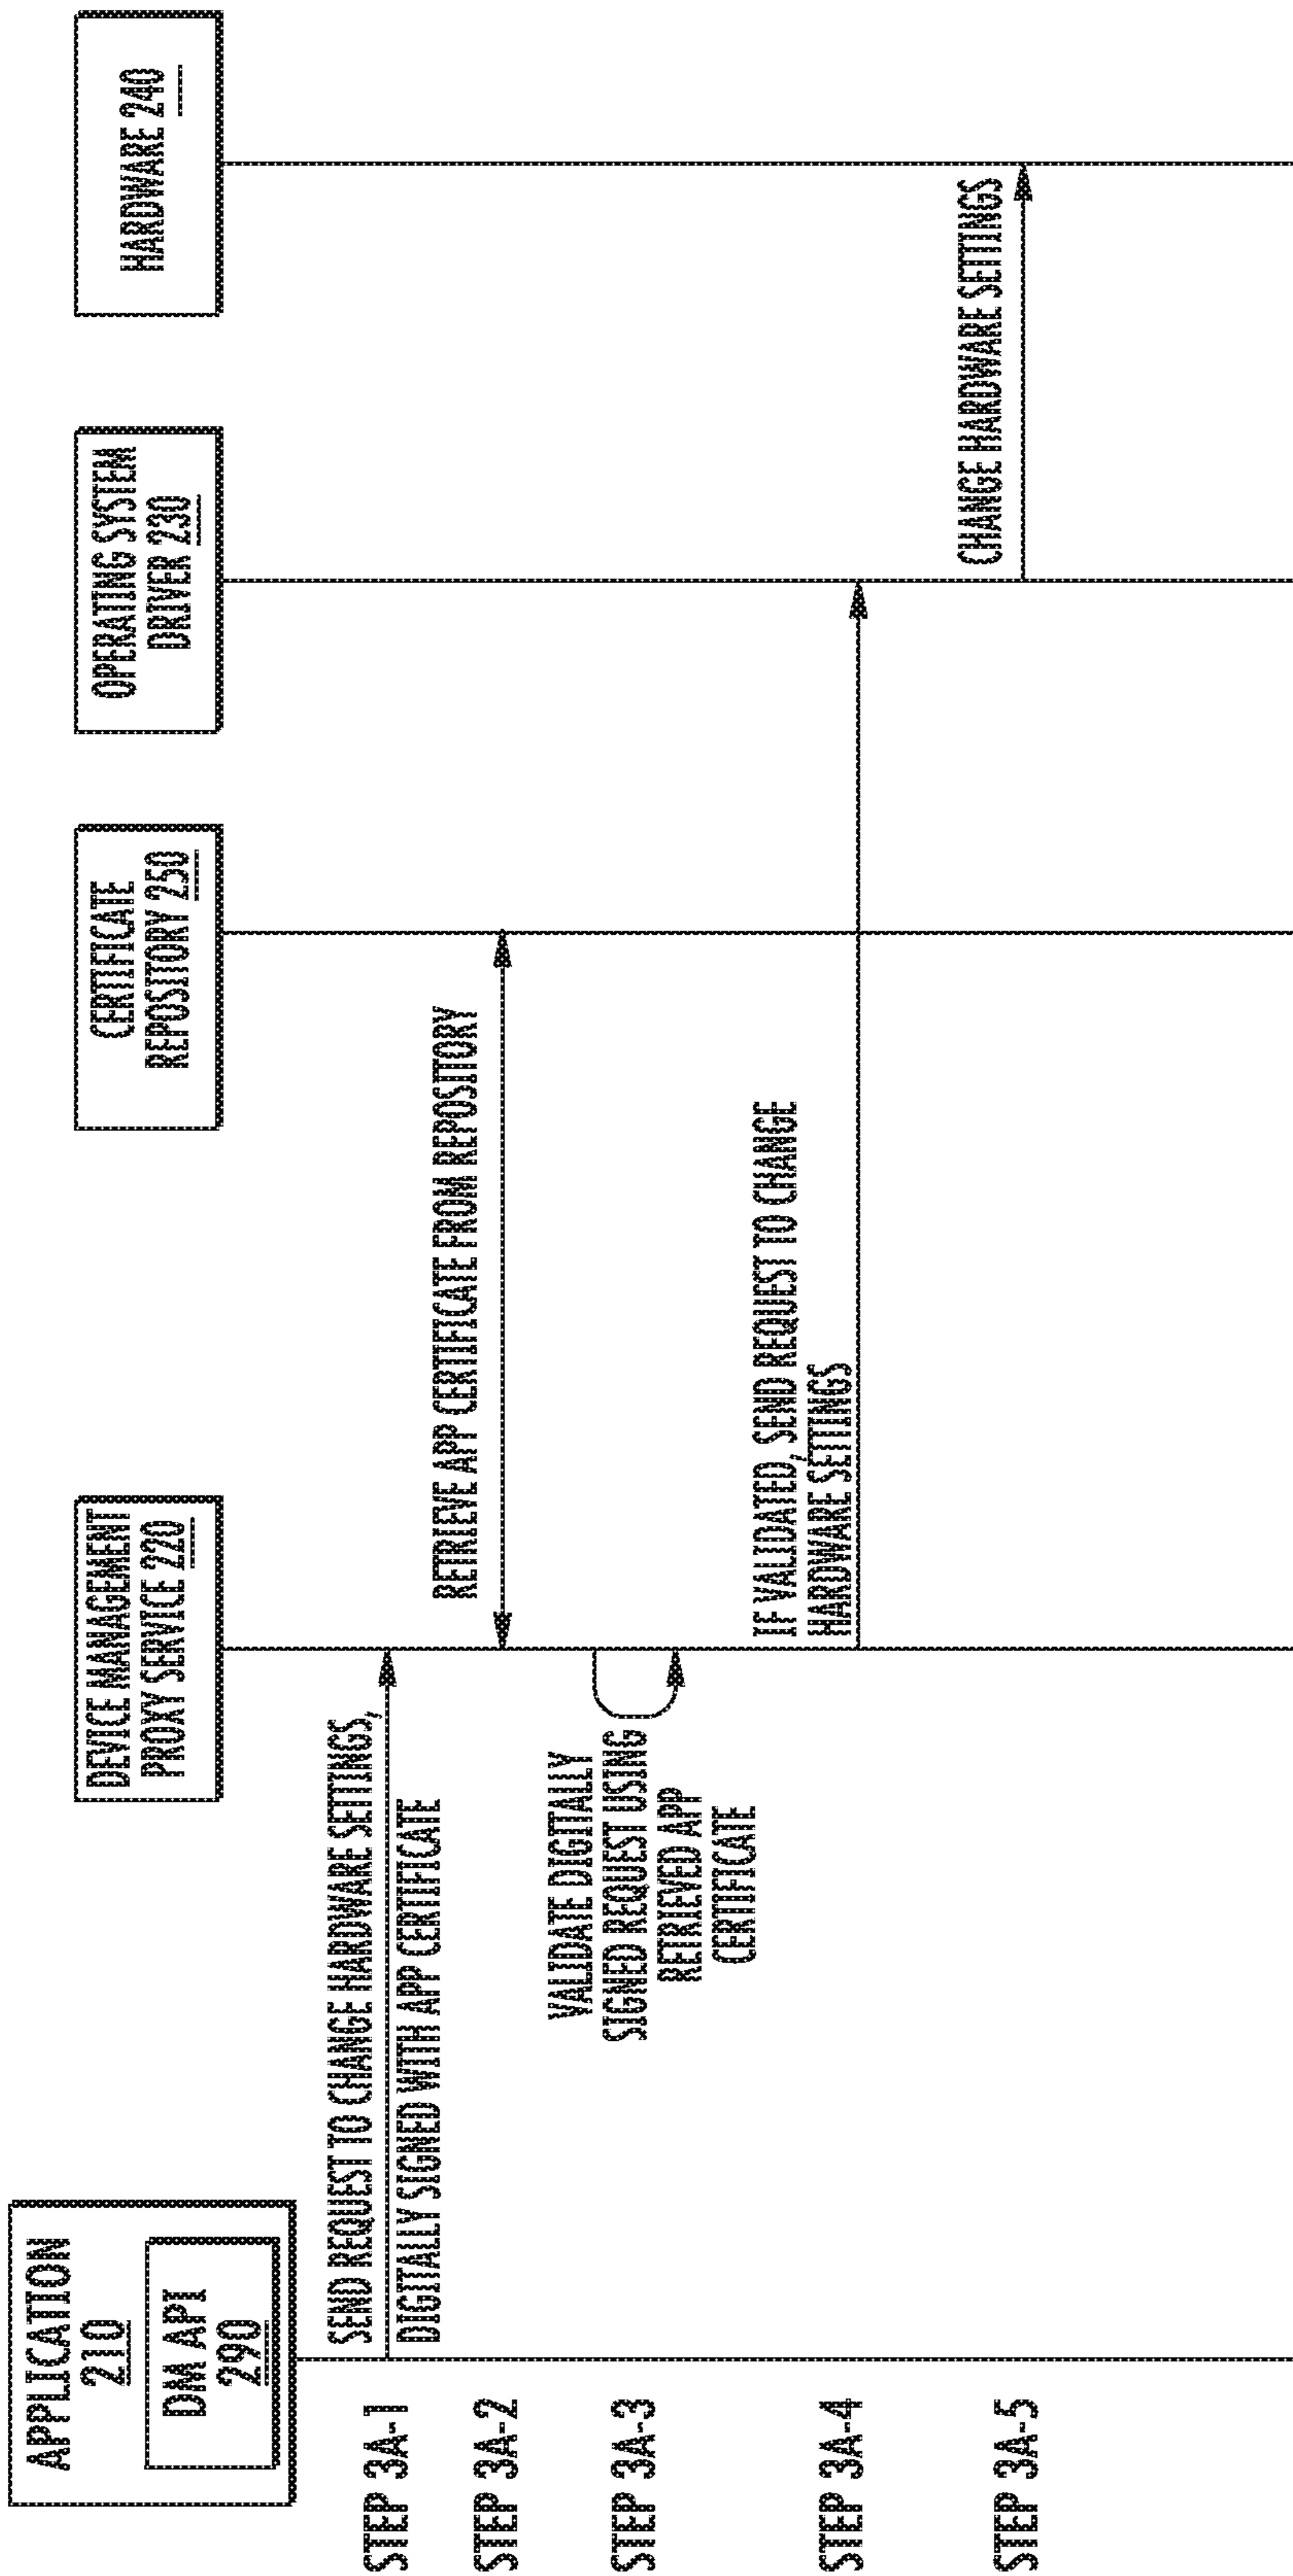 APPLICATION
210
DM API
290
DEVICE MANAGEMENT
PROXY SERVICE 220
CERTIFICATE
REPOSITORY 250
OPERATING SYSTEM
DRIVER 230
HARDWARE 240
STEP 3A-1
SEND REQUEST TO CHANGE HARDWARE SETTINGS,
DIGITALLY SIGNED WITH APP CERTIFICATE
STEP 3A-2
RETRIEVE APP CERTIFICATE FROM REPOSITORY
STEP 3A-3
VALIDATE DIGITALLY
SIGNED REQUEST USING
RETRIEVED APP
CERTIFICATE
STEP 3A-4
IF VALIDATED, SEND REQUEST TO CHANGE
HARDWARE SETTINGS
STEP 3A-5
CHANGE HARDWARE SETTINGS